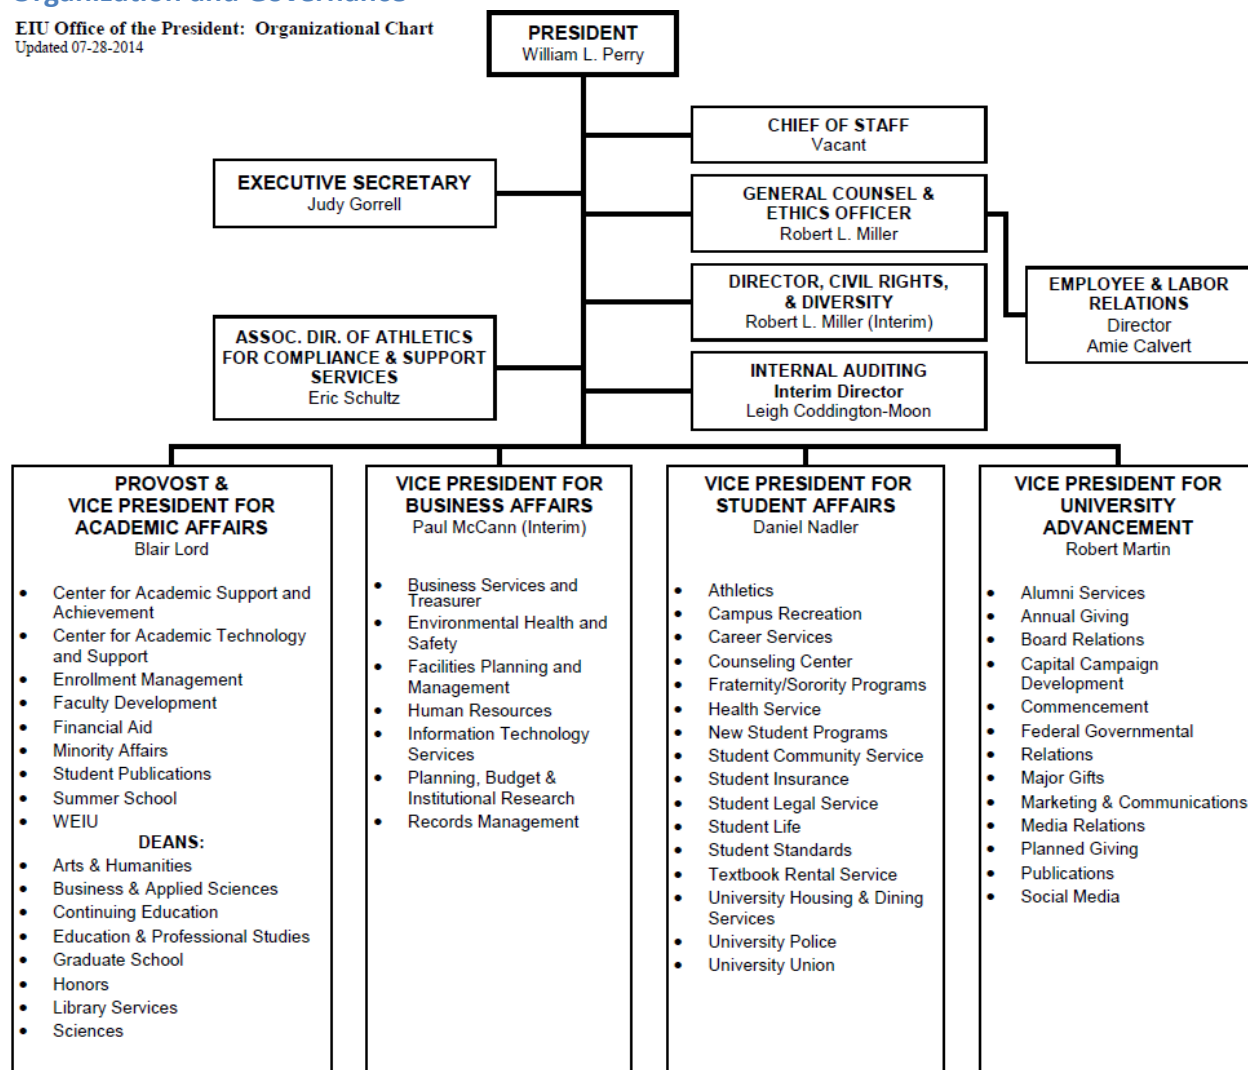 Organization and Governance
EIU Office of the President: Organizational Chart
Updated 07-28-2014
PRESIDENT
William L. Perry
CHIEF OF STAFF
Vacant
EXECUTIVE SECRETARY
Judy Gorrell
GENERAL COUNSEL &
ETHICS OFFICER
Robert L. Miller
DIRECTOR, CIVIL RIGHTS,
& DIVERSITY
Robert L. Miller (Interim)
EMPLOYEE & LABOR
RELATIONS
Director
Amie Calvert
ASSOC. DIR. OF ATHLETICS
FOR COMPLIANCE & SUPPORT
SERVICES
Eric Schultz
INTERNAL AUDITING
Interim Director
Leigh Coddington-Moon
PROVOST &
VICE PRESIDENT FOR
ACADEMIC AFFAIRS
Blair Lord
• Center for Academic Support and
Achievement
• Center for Academic Technology
and Support
• Enrollment Management
• Faculty Development
• Financial Aid
• Minority Affairs
• Student Publications
• Summer School
• WEIU
DEANS:
• Arts & Humanities
• Business & Applied Sciences
• Continuing Education
• Education & Professional Studies
• Graduate School
• Honors
• Library Services
• Sciences
VICE PRESIDENT FOR
BUSINESS AFFAIRS
Paul McCann (Interim)
• Business Services and
Treasurer
• Environmental Health and
Safety
• Facilities Planning and
Management
• Human Resources
• Information Technology
Services
• Planning, Budget &
Institutional Research
• Records Management
VICE PRESIDENT FOR
STUDENT AFFAIRS
Daniel Nadler
• Athletics
• Campus Recreation
• Career Services
• Counseling Center
• Fraternity/Sorority Programs
• Health Service
• New Student Programs
• Student Community Service
• Student Insurance
• Student Legal Service
• Student Life
• Student Standards
• Textbook Rental Service
• University Housing & Dining
Services
• University Police
• University Union
VICE PRESIDENT FOR
UNIVERSITY
ADVANCEMENT
Robert Martin
• Alumni Services
• Annual Giving
• Board Relations
• Capital Campaign
Development
• Commencement
• Federal Governmental
• Relations
• Major Gifts
• Marketing & Communications
• Media Relations
• Planned Giving
• Publications
• Social Media